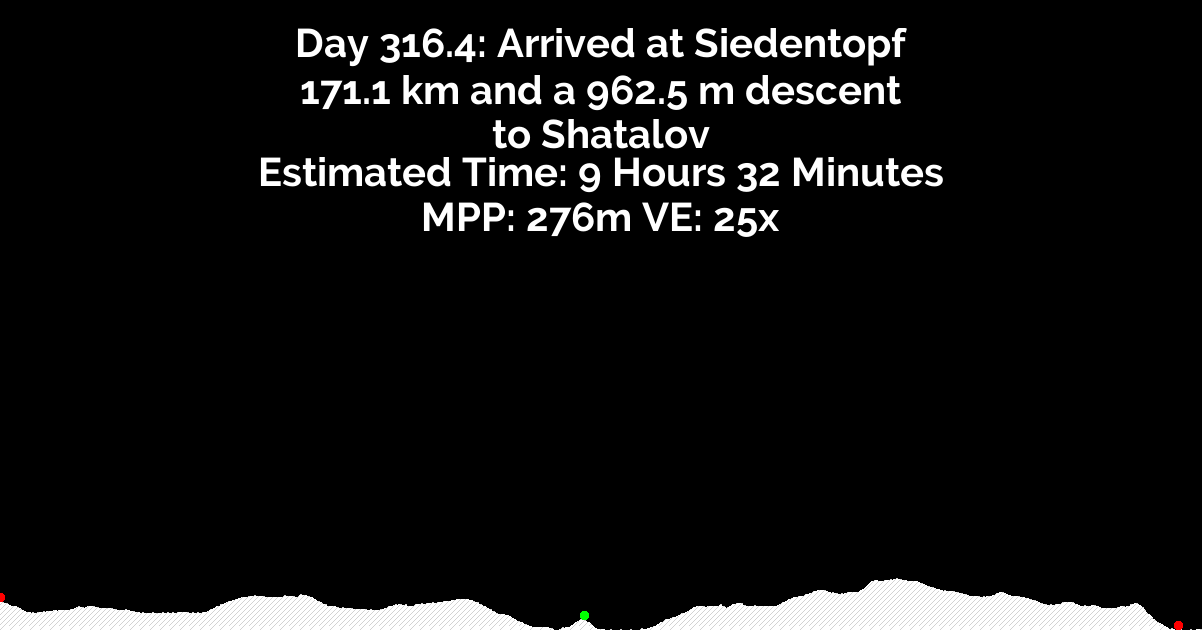 Day 316.4: Arrived at Siedentopf
171.1 km and a 962.5 m descent
to Shatalov
Estimated Time: 9 Hours 32 Minutes
MPP: 276m VE: 25x